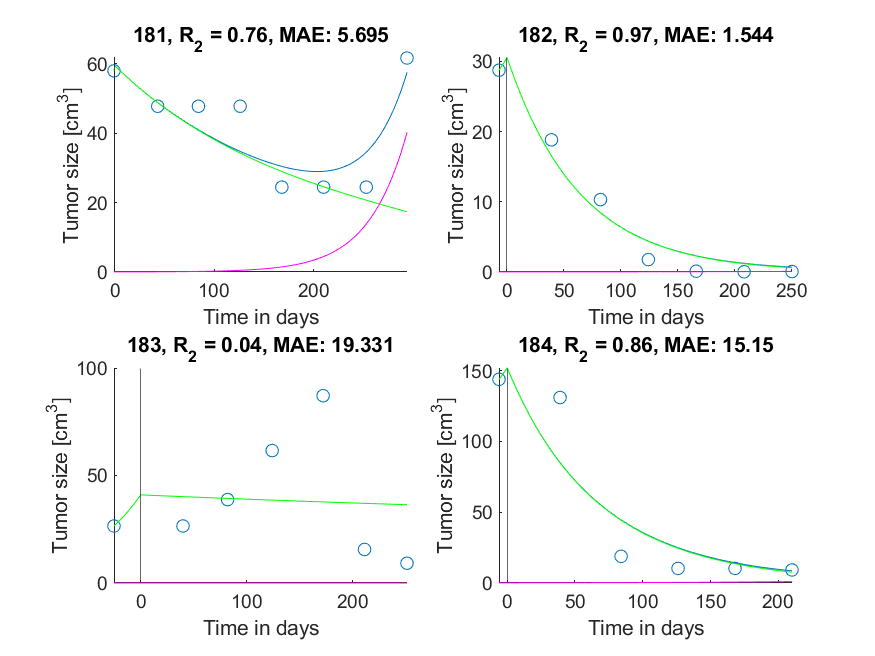 181, R2 = 0.76, MAE: 5.695
Tumor size [cm3]
60
40
20
0
0 100 200
Time in days
182, R2 = 0.97, MAE: 1.544
Tumor size [cm3]
30
20
10
0
0 50 100 150 200 250
Time in days
183, R2 = 0.04, MAE: 19.331
Tumor size [cm3]
100
50
0
0 100 200
Time in days
184, R2 = 0.86, MAE: 15.15
Tumor size [cm3]
150
100
50
0
0 50 100 150 200
Time in days